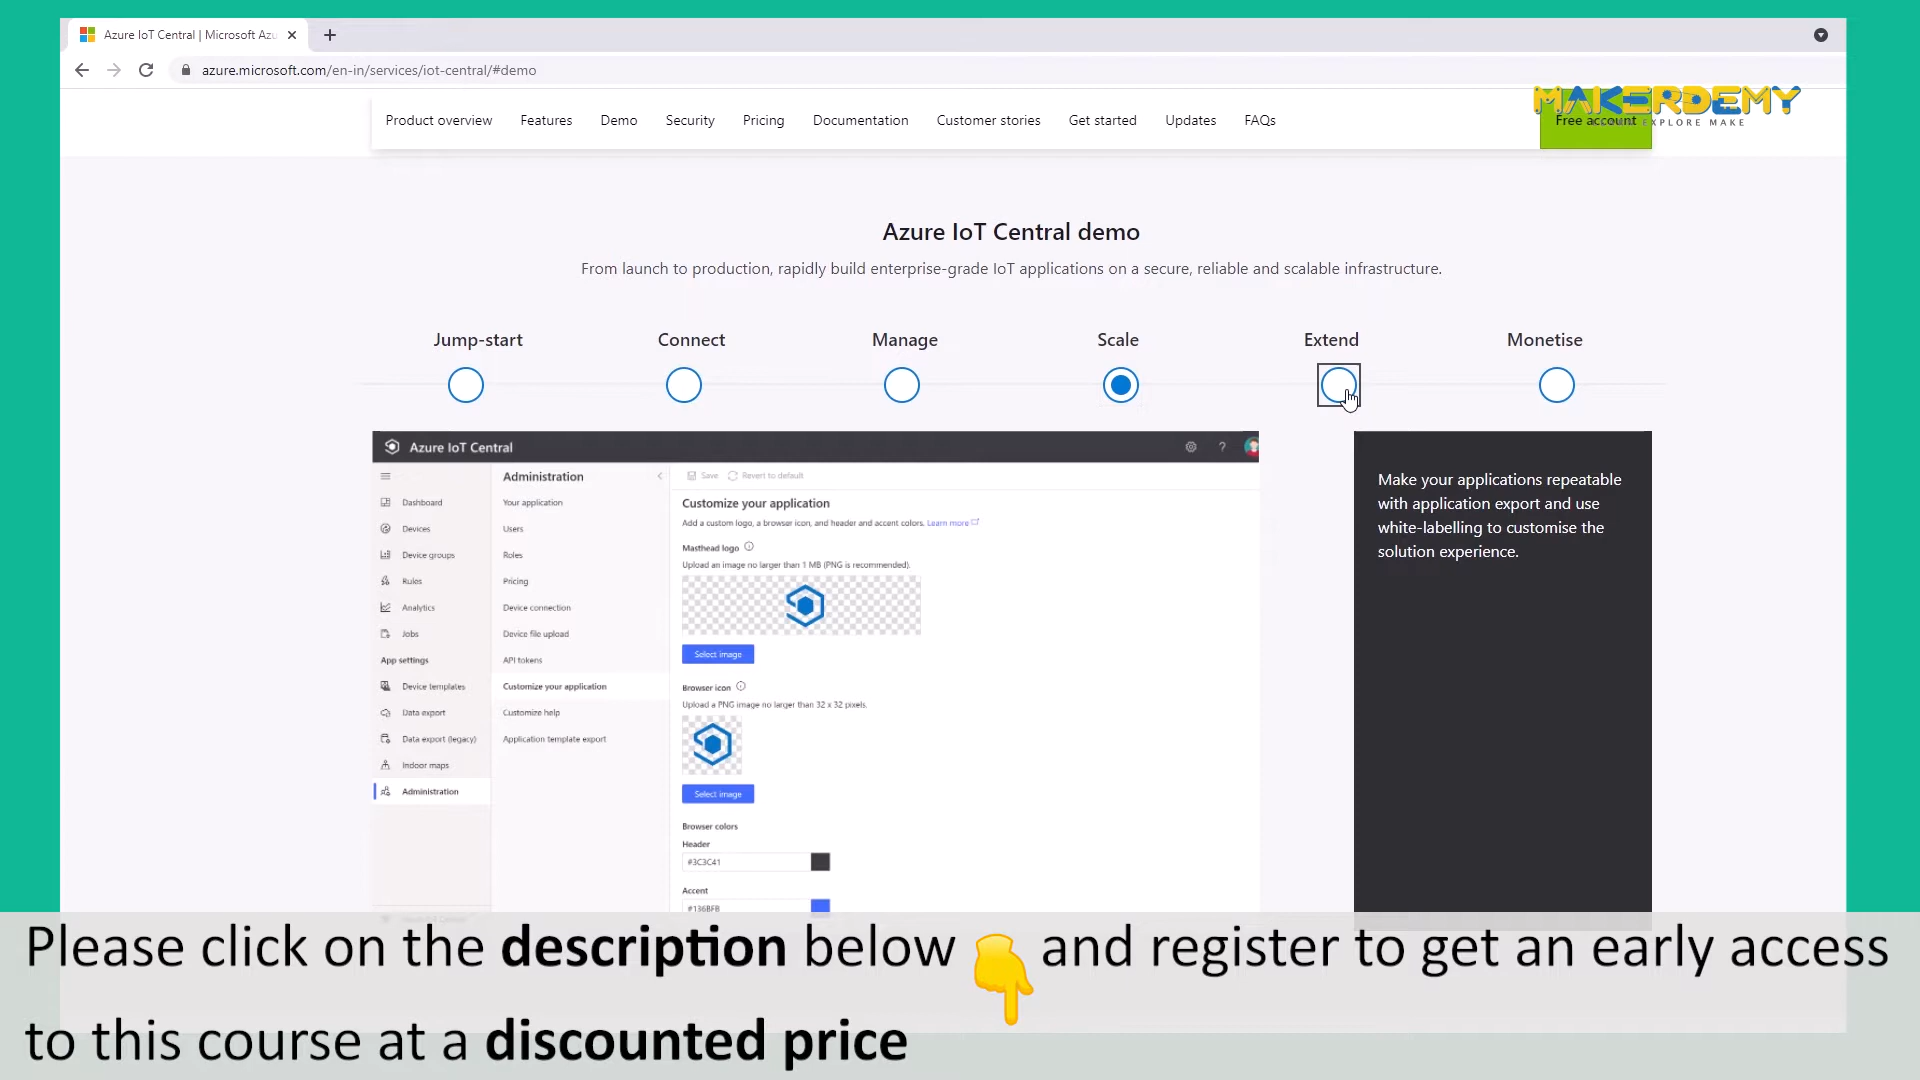 Azure IoT Central | Microsoft Azu
azure.microsoft.com/en-in/services/iot-central/#demo
MAKERDEMY
EXPLORE MAKE
Product overview Features Demo Security Pricing Documentation Customer stories Get started Updates FAQs Free account
Azure IoT Central demo
From launch to production, rapidly build enterprise-grade IoT applications on a secure, reliable and scalable infrastructure.
Jump-start Connect Manage Scale Extend Monetise
Azure IoT Central
?
Dashboard
Devices
Device groups
Rules
Analytics
Jobs
App settings
Device templates
Data export
Data export (legacy)
Indoor maps
Administration
Administration
Your application
Users
Roles
Pricing
Device connection
Device file upload
API tokens
Customize your application
Customize help
Application template export
Save Revert to default
Customize your application
Add a custom logo, a browser icon, and header and accent colors. Learn more
Masthead logo
Upload an image no larger than 1 MB (PNG is recommended).
Select image
Browser icon
Upload a PNG image no larger than 32 x 32 pixels.
Select image
Browser colors
Header
#3C3C41
Accent
#136BFB
Make your applications repeatable
with application export and use
white-labelling to customise the
solution experience.
Please click on the description below and register to get an early access
to this course at a discounted price